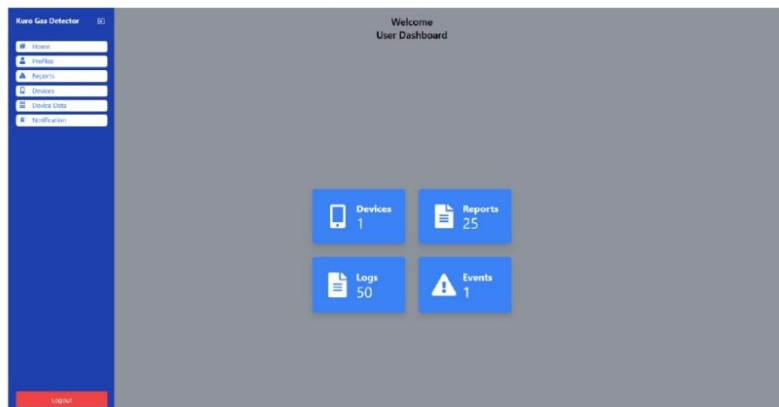 Kuro Gas Detector
Home
Profiles
Reports
Devices
Device Data
Notification
Logout
Welcome
User Dashboard
Devices
1
Reports
25
Logs
50
Events
1